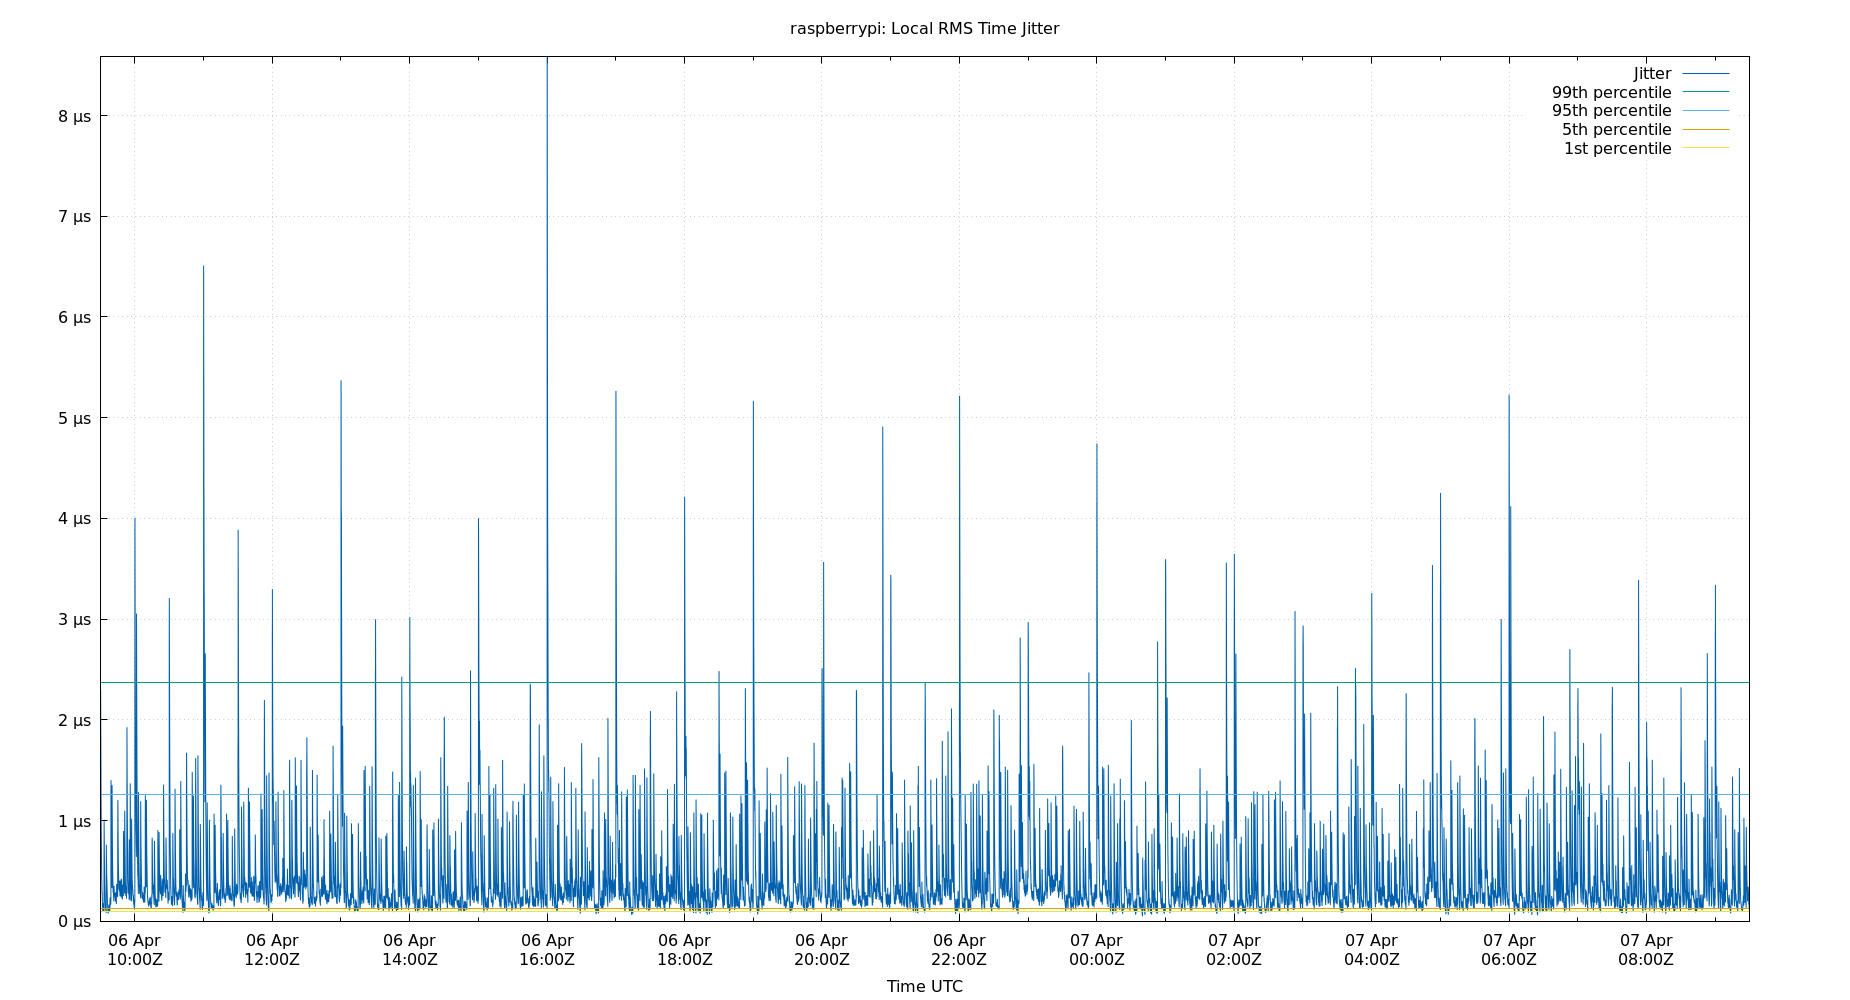 raspberrypi: Local RMS Time Jitter
Jitter
99th percentile
95th percentile
5th percentile
1st percentile
8 µs
7 µs
6 µs
5 µs
4 µs
3 µs
2 µs
1 µs
0 µs
06 Apr 06 Apr 06 Apr 06 Apr 06 Apr 06 Apr 06 Apr 07 Apr 07 Apr 07 Apr 07 Apr 07 Apr
10:00Z 12:00Z 14:00Z 16:00Z 18:00Z 20:00Z 22:00Z 00:00Z 02:00Z 04:00Z 06:00Z 08:00Z
Time UTC